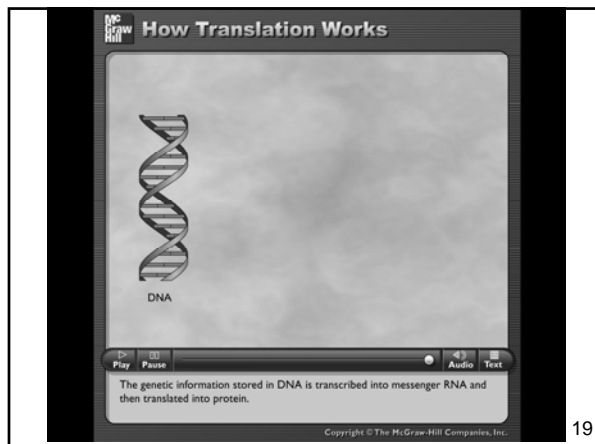 Mc
Graw
Hill
How Translation Works
DNA
Play
Pause
Audio
Text
The genetic information stored in DNA is transcribed into messenger RNA and
then translated into protein.
Copyright © The McGraw-Hill Companies, Inc.
19